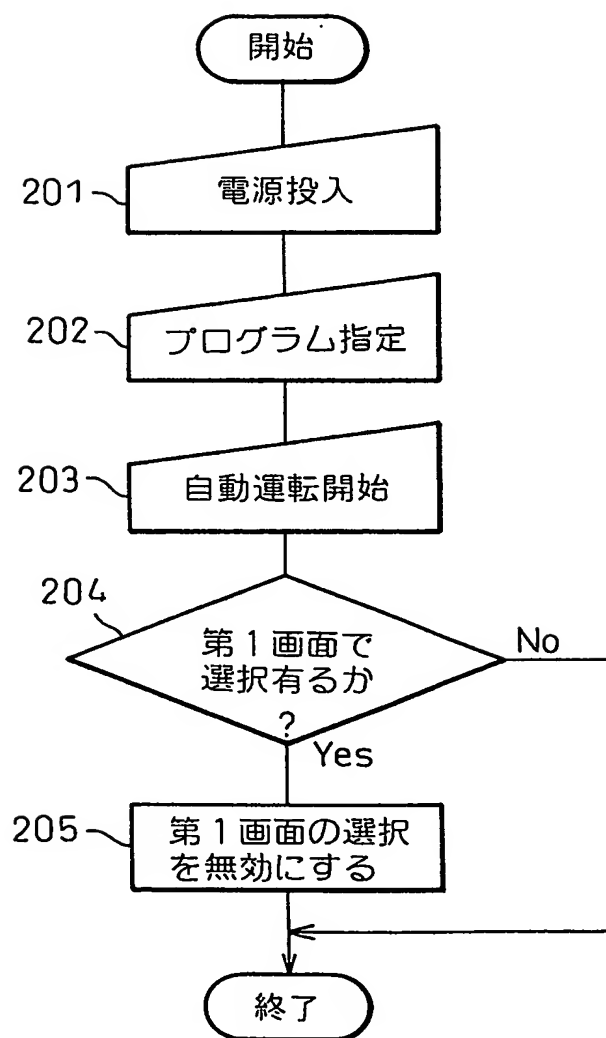 開始
201
電源投入
202
プログラム指定
203
自動運転開始
204
第1画面で
選択有るか
?
No
Yes
205
第1画面の選択
を無効にする
終了